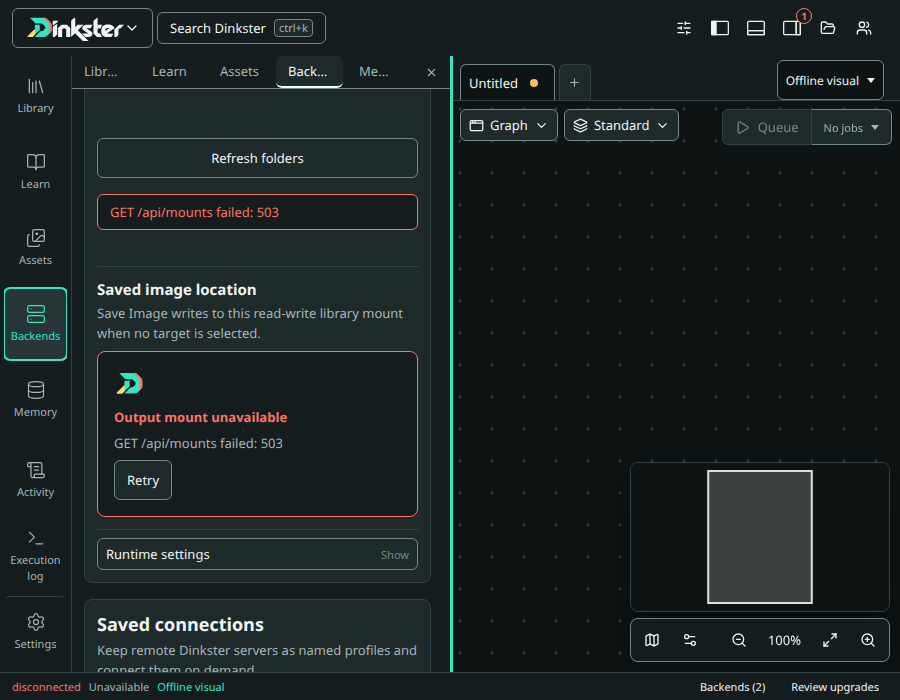 Dinkster
Search Dinkster ctrl+k
1
Library
Learn
Assets
Backends
Memory
Activity
Execution
log
Settings
Libr...
Learn
Assets
Back...
Me...
Refresh folders
GET /api/mounts failed: 503
Saved image location
Save Image writes to this read-write library mount
when no target is selected.
Output mount unavailable
GET /api/mounts failed: 503
Retry
Runtime settings Show
Saved connections
Keep remote Dinkster servers as named profiles and
connect them on demand.
Untitled
Offline visual
Graph
Standard
Queue
No jobs
100%
disconnected Unavailable Offline visual
Backends (2) Review upgrades